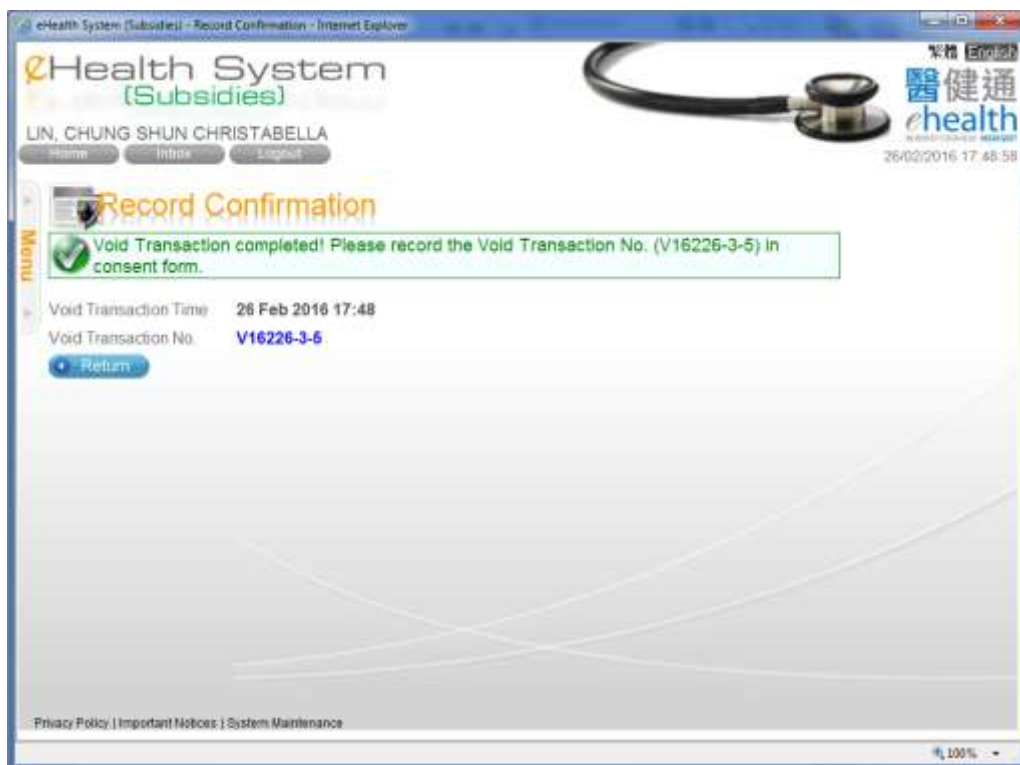 eHealth System (Subsidies) - Record Confirmation - Internet Explorer
eHealth System
(Subsidies)
繁體 English
醫健通
ehealth
LIN, CHUNG SHUN CHRISTABELLA
Home Inbox Logout
26/02/2016 17:48:58
Menu
Record Confirmation
Void Transaction completed! Please record the Void Transaction No. (V16226-3-5) in
consent form.
Void Transaction Time 26 Feb 2016 17:48
Void Transaction No. V16226-3-5
Return
Privacy Policy | Important Notices | System Maintenance
100%